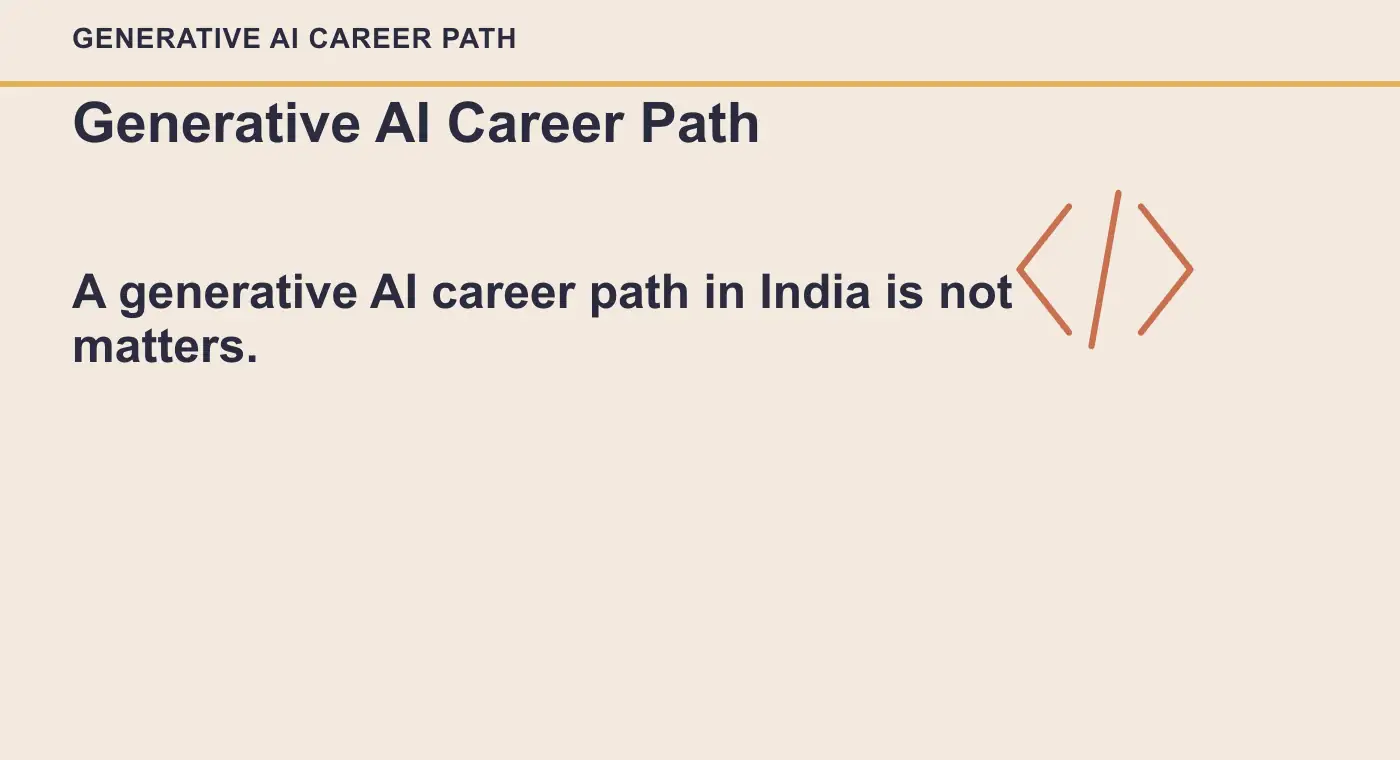 GENERATIVE AI CAREER PATH
Generative AI Career Path
A generative AI career path in India is not
matters.